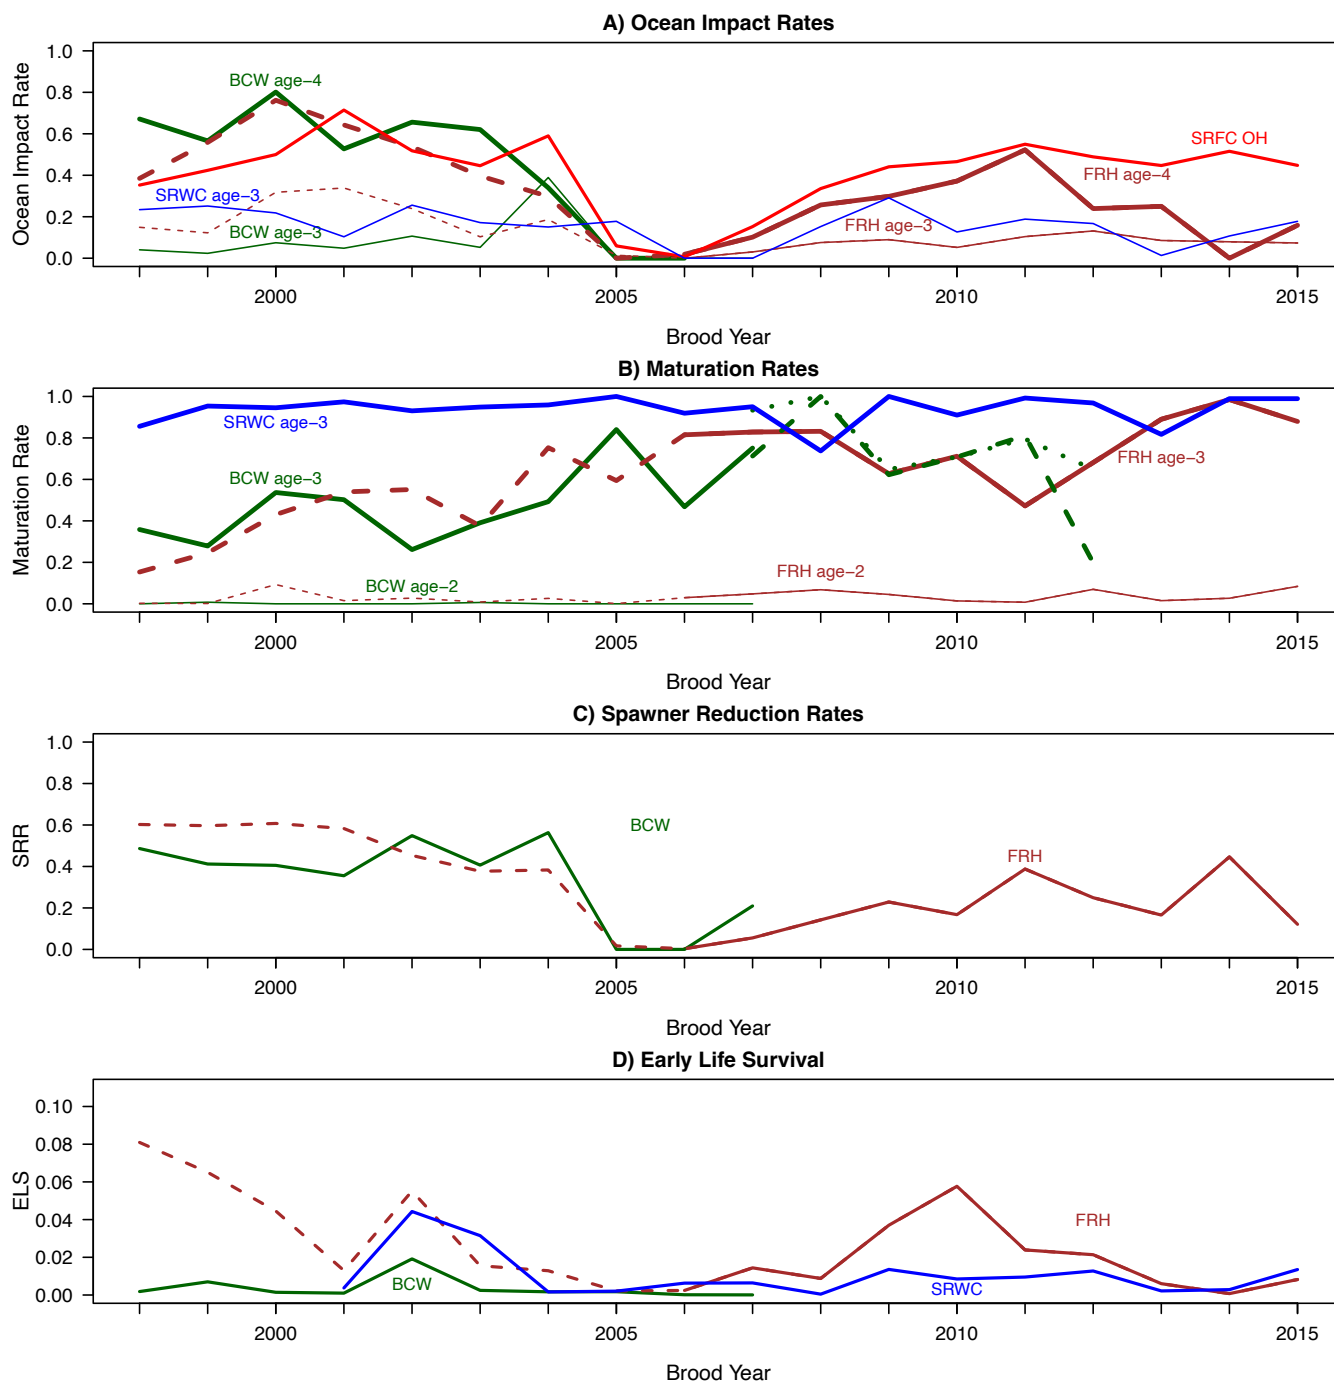 A) Ocean Impact Rates
Ocean Impact Rate
1.0
0.8
0.6
0.4
0.2
0.0
BCW age−4
SRWC age−3
BCW age−3
SRFC OH
FRH age−4
FRH age−3
2000 2005 2010 2015
Brood Year
B) Maturation Rates
Maturation Rate
1.0
0.8
0.6
0.4
0.2
0.0
SRWC age−3
BCW age−3
FRH age−3
FRH age−2
BCW age−2
2000 2005 2010 2015
Brood Year
C) Spawner Reduction Rates
SRR
1.0
0.8
0.6
0.4
0.2
0.0
BCW
FRH
2000 2005 2010 2015
Brood Year
D) Early Life Survival
ELS
0.10
0.08
0.06
0.04
0.02
0.00
FRH
BCW
SRWC
2000 2005 2010 2015
Brood Year